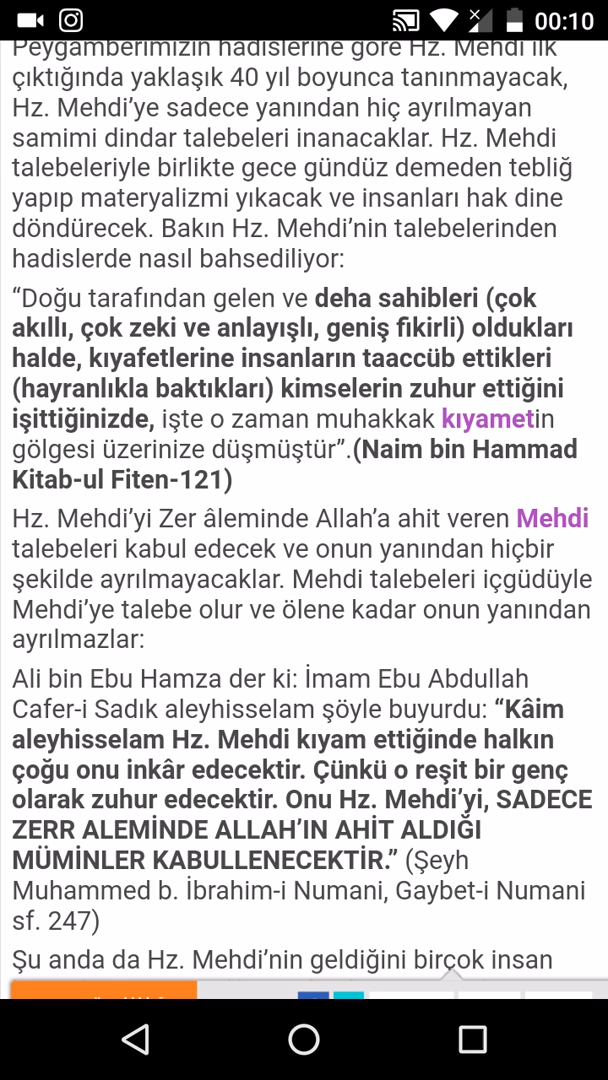 00:10
Peygamberimizin hadislerine göre Hz. Mehdi ilk
çıktığında yaklaşık 40 yıl boyunca tanınmayacak,
Hz. Mehdi’ye sadece yanından hiç ayrılmayan
samimi dindar talebeleri inanacaklar. Hz. Mehdi
talebeleriyle birlikte gece gündüz demeden tebliğ
yapıp materyalizmi yıkacak ve insanları hak dine
döndürecek. Bakın Hz. Mehdi’nin talebelerinden
hadislerde nasıl bahsediliyor:
“Doğu tarafından gelen ve deha sahibleri (çok
akıllı, çok zeki ve anlayışlı, geniş fikirli) oldukları
halde, kıyafetlerine insanların taaccüb ettikleri
(hayranlıkla baktıkları) kimselerin zuhur ettiğini
işittiğinizde, işte o zaman muhakkak kıyametin
gölgesi üzerinize düşmüştür”.(Naim bin Hammad
Kitab-ul Fiten-121)
Hz. Mehdi’yi Zer âleminde Allah’a ahit veren Mehdi
talebeleri kabul edecek ve onun yanından hiçbir
şekilde ayrılmayacaklar. Mehdi talebeleri içgüdüyle
Mehdi’ye talebe olur ve ölene kadar onun yanından
ayrılmazlar:
Ali bin Ebu Hamza der ki: İmam Ebu Abdullah
Cafer-i Sadık aleyhisselam şöyle buyurdu: “Kâim
aleyhisselam Hz. Mehdi kıyam ettiğinde halkın
çoğu onu inkâr edecektir. Çünkü o reşit bir genç
olarak zuhur edecektir. Onu Hz. Mehdi’yi, SADECE
ZERR ALEMİNDE ALLAH’IN AHİT ALDIĞI
MÜMİNLER KABULLENECEKTİR.” (Şeyh
Muhammed b. İbrahim-i Numani, Gaybet-i Numani
sf. 247)
Şu anda da Hz. Mehdi’nin geldiğini birçok insan